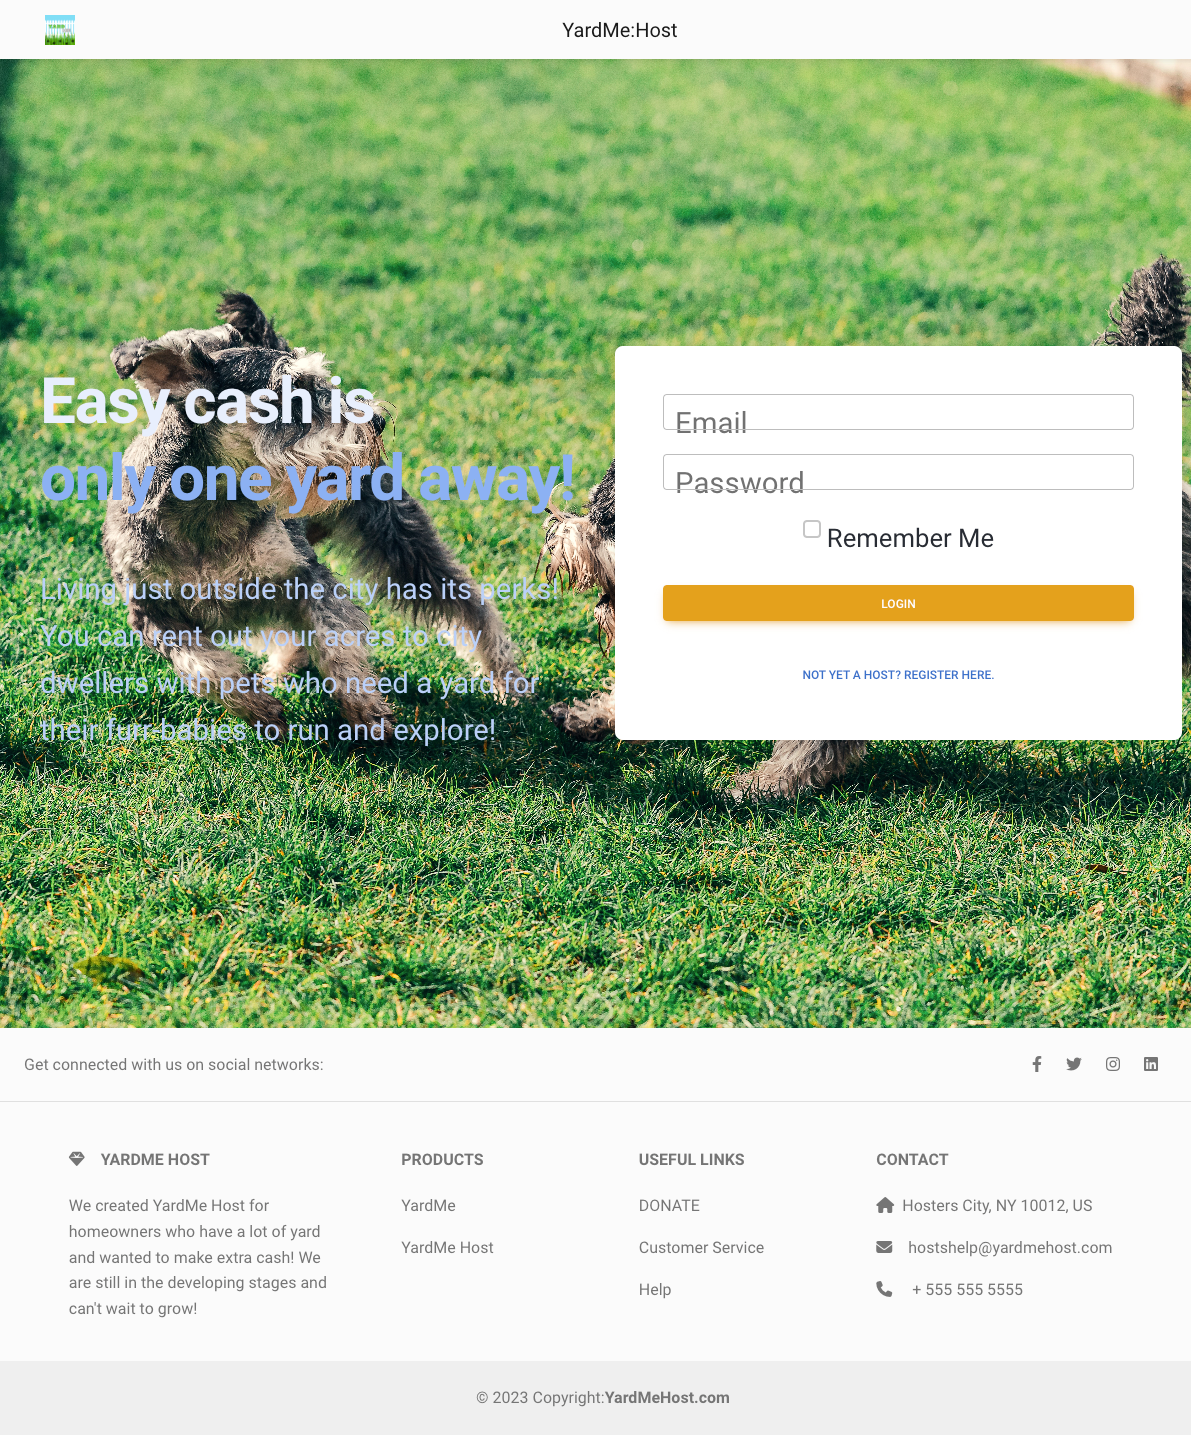 YardMe:Host
Easy cash is
only one yard away!
Living just outside the city has its perks!
You can rent out your acres to city
dwellers with pets who need a yard for
their furr-babies to run and explore!
Email
Password
Remember Me
LOGIN
NOT YET A HOST? REGISTER HERE.
Get connected with us on social networks:
YARDME HOST
We created YardMe Host for
homeowners who have a lot of yard
and wanted to make extra cash! We
are still in the developing stages and
can't wait to grow!
PRODUCTS
YardMe
YardMe Host
USEFUL LINKS
DONATE
Customer Service
Help
CONTACT
Hosters City, NY 10012, US
hostshelp@yardmehost.com
+ 555 555 5555
© 2023 Copyright:YardMeHost.com